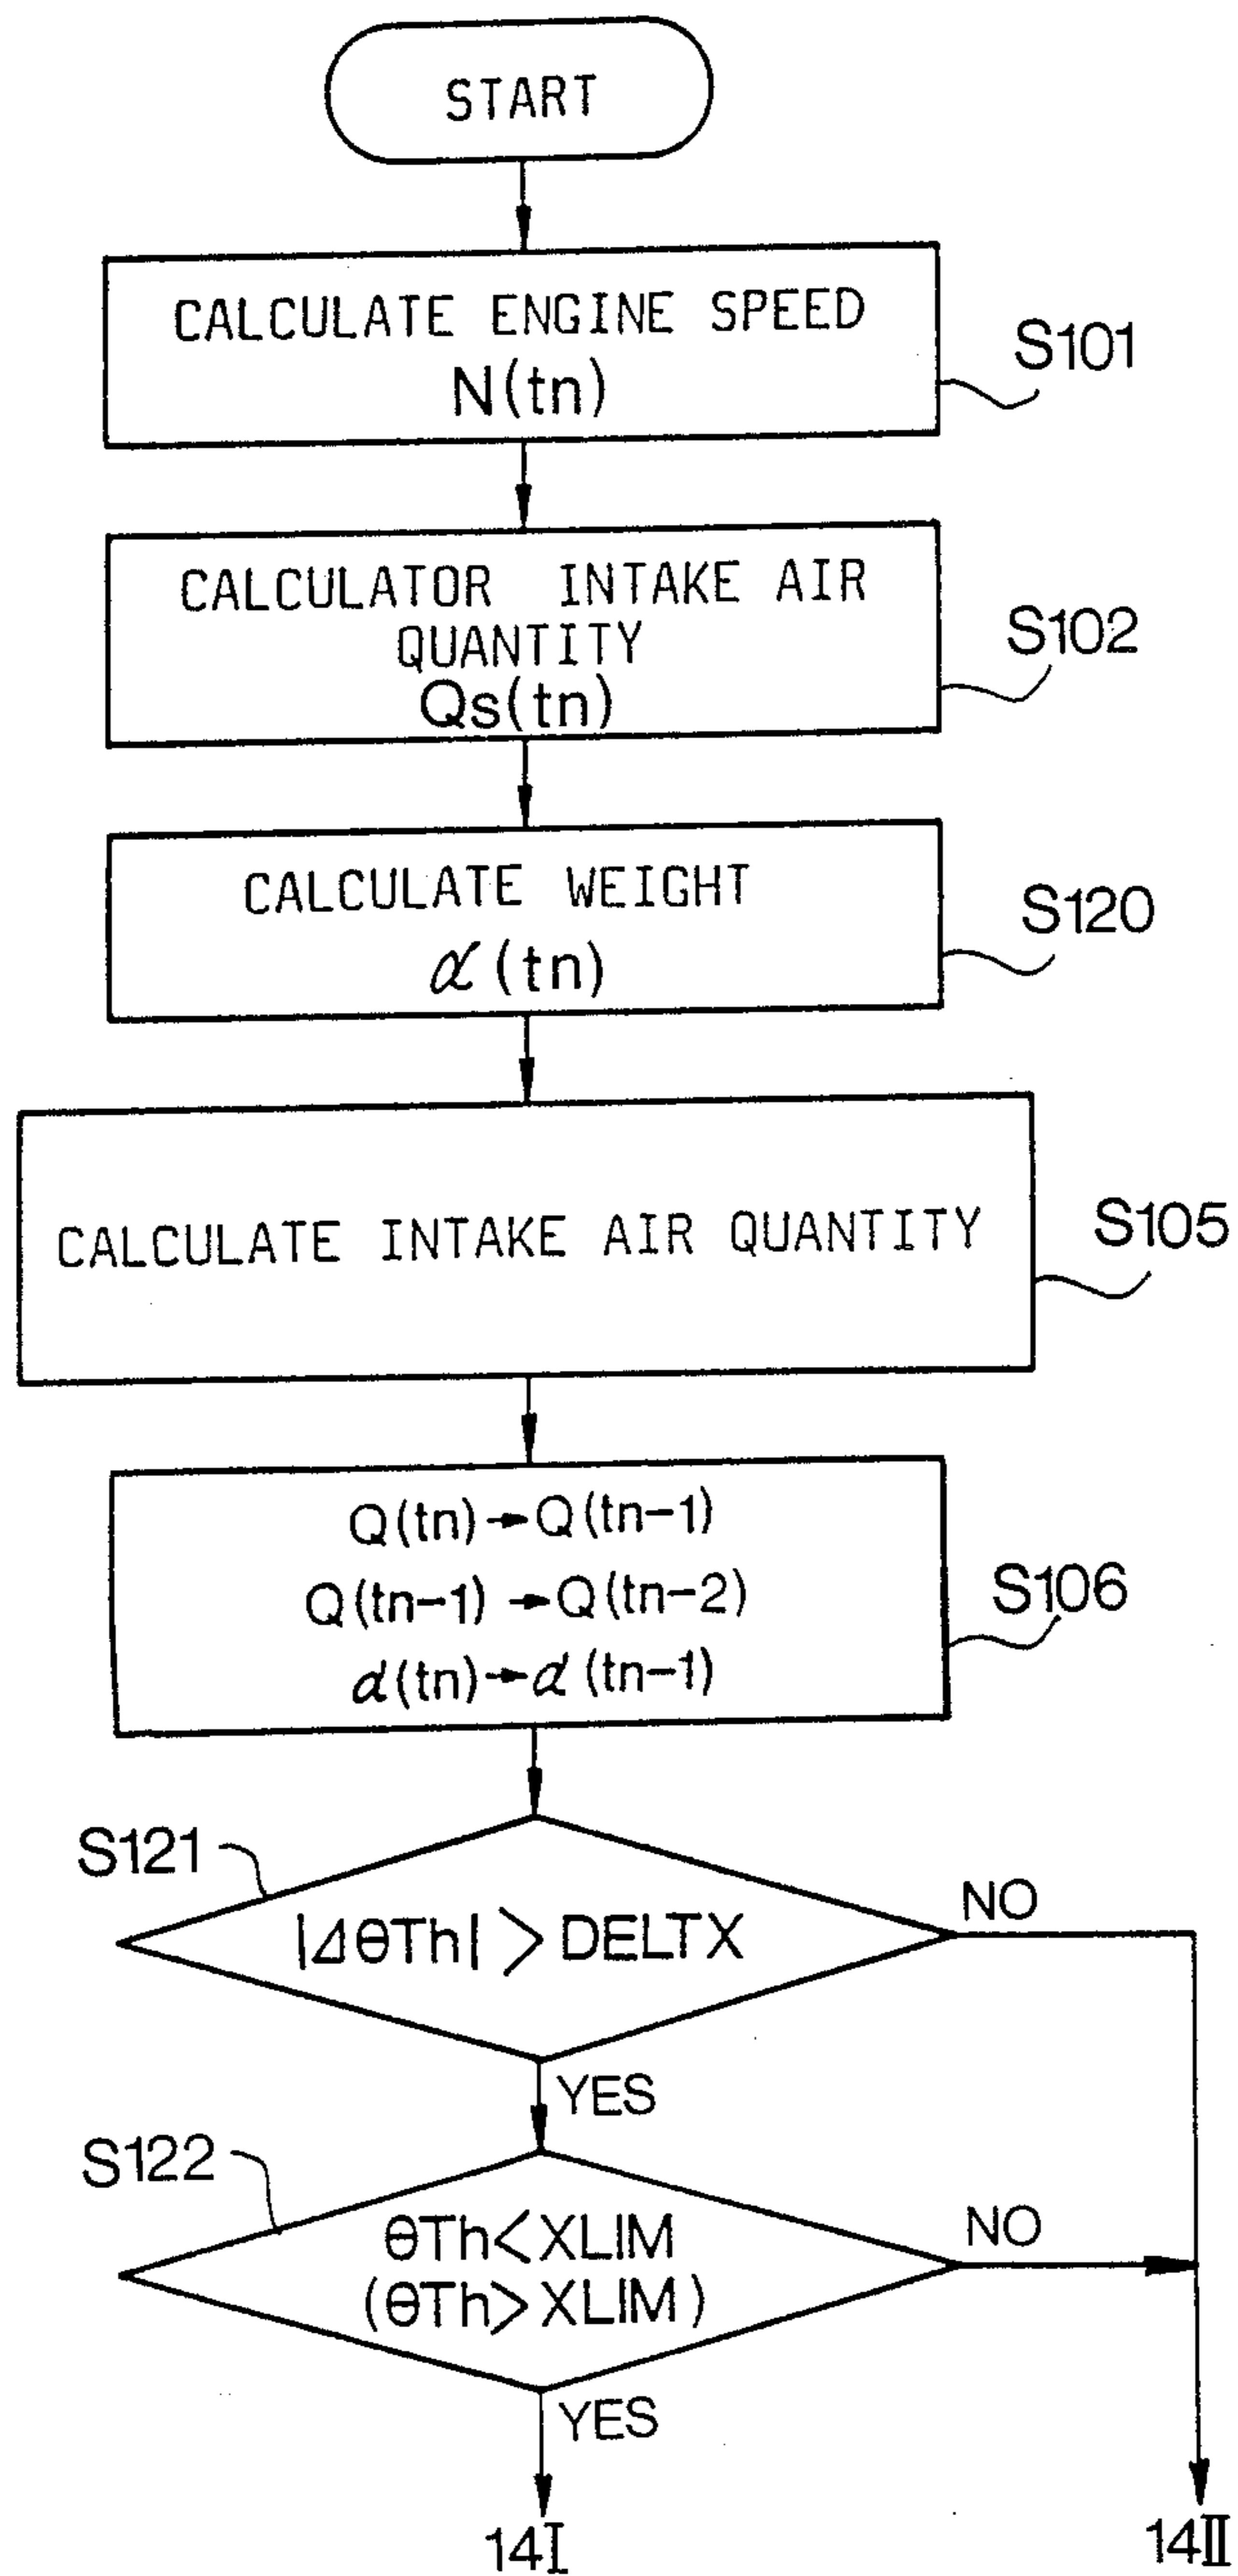 START
CALCULATE ENGINE SPEED
N(tn)
S101
CALCULATOR INTAKE AIR
QUANTITY
Qs(tn)
S102
CALCULATE WEIGHT
α(tn)
S120
CALCULATE INTAKE AIR QUANTITY
S105
Q(tn)→Q(tn-1)
Q(tn-1)→Q(tn-2)
α(tn)→α(tn-1)
S106
S121
|ΔθTh|>DELTX
NO
YES
S122
θTh<XLIM
(θTh>XLIM)
NO
YES
14I
14II